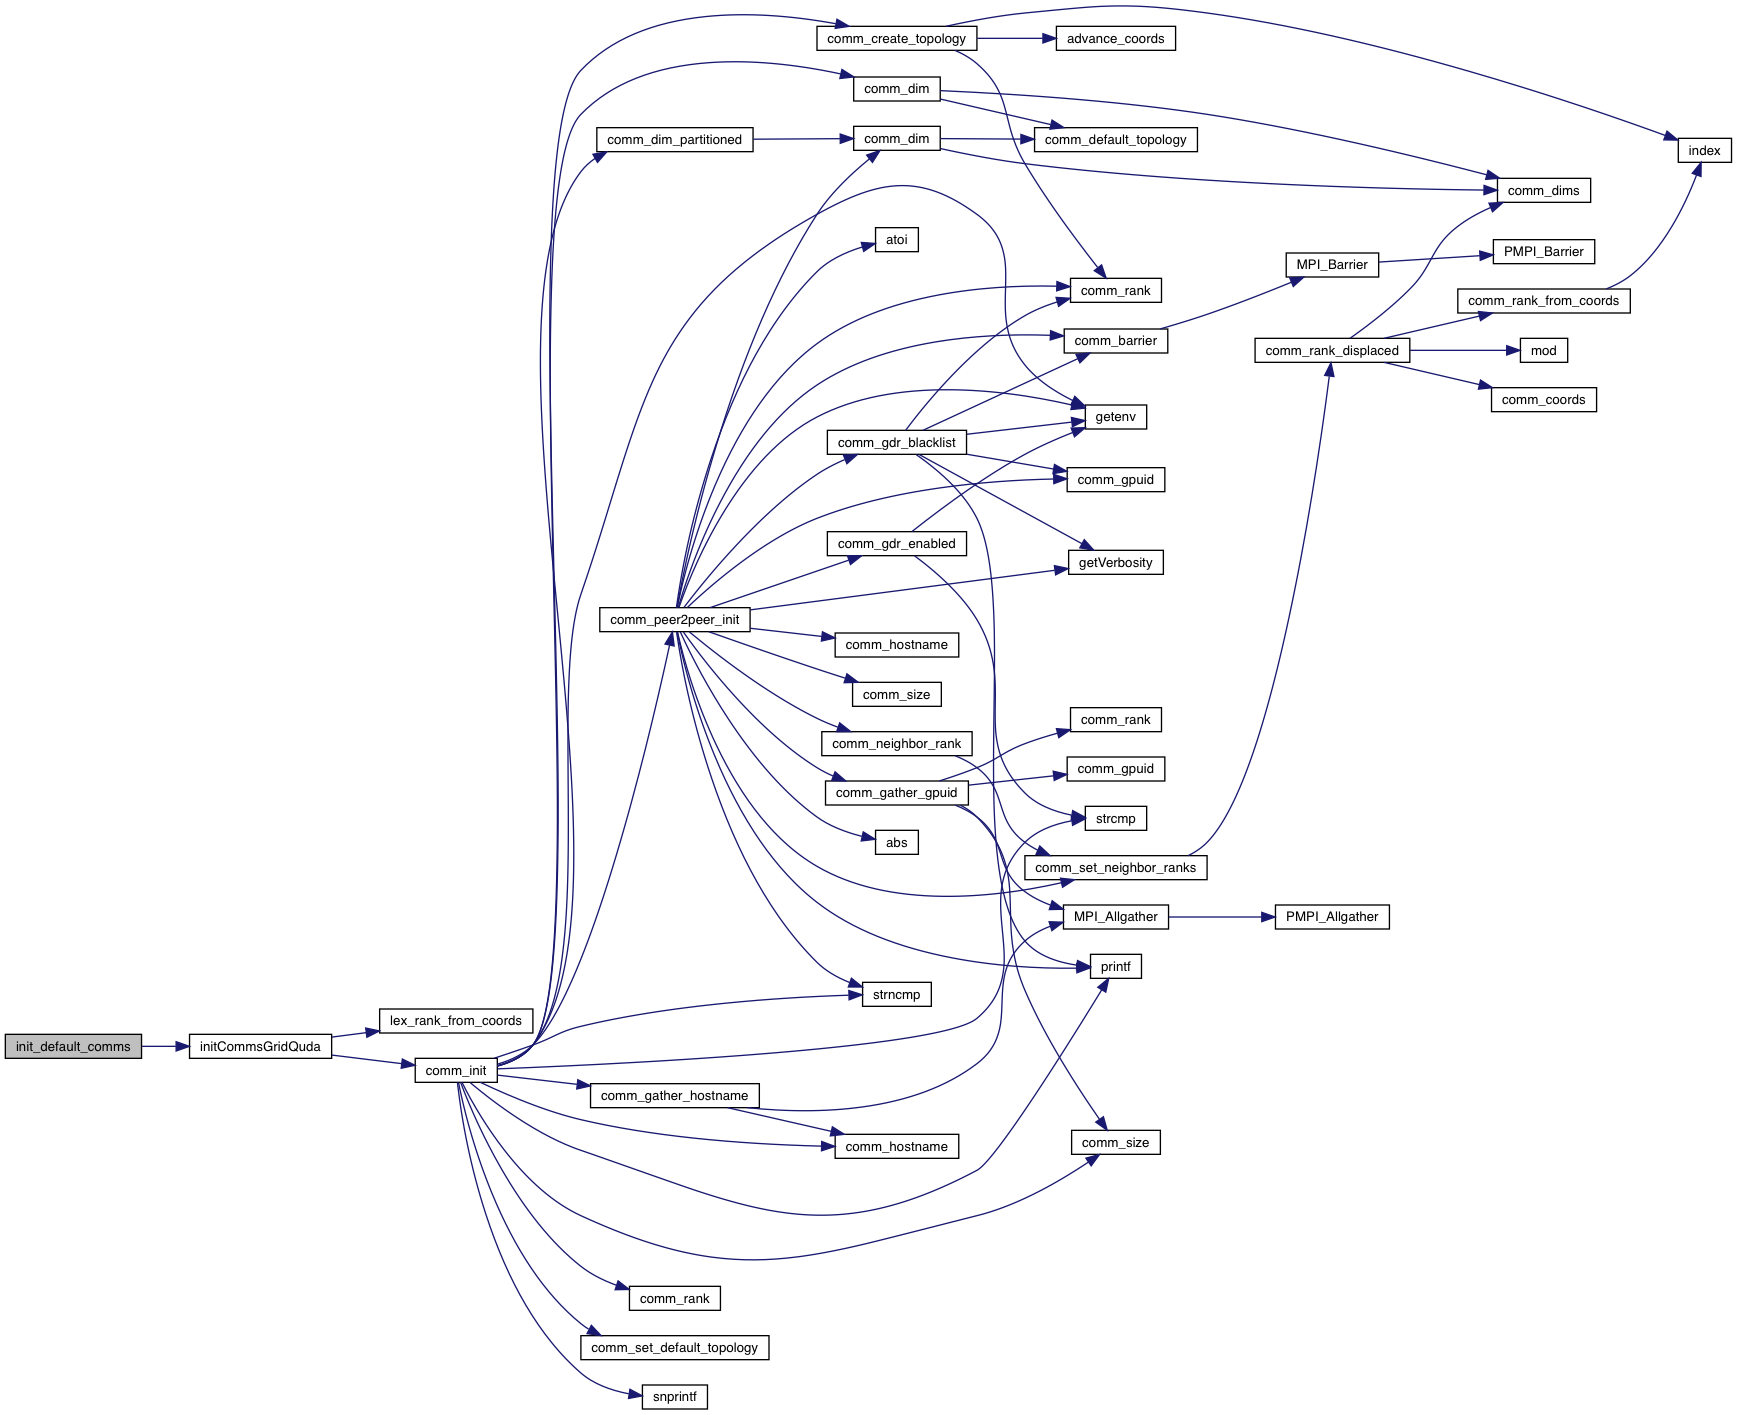 comm_create_topology
advance_coords
comm_dim
comm_dim_partitioned
comm_dim
comm_default_topology
index
comm_dims
atoi
MPI_Barrier
PMPI_Barrier
comm_rank
comm_rank_from_coords
comm_barrier
comm_rank_displaced
mod
comm_coords
getenv
comm_gdr_blacklist
comm_gpuid
comm_gdr_enabled
getVerbosity
comm_peer2peer_init
comm_hostname
comm_size
comm_rank
comm_neighbor_rank
comm_gpuid
comm_gather_gpuid
strcmp
abs
comm_set_neighbor_ranks
MPI_Allgather
PMPI_Allgather
printf
strncmp
lex_rank_from_coords
init_default_comms
initCommsGridQuda
comm_init
comm_gather_hostname
comm_hostname
comm_size
comm_rank
comm_set_default_topology
snprintf